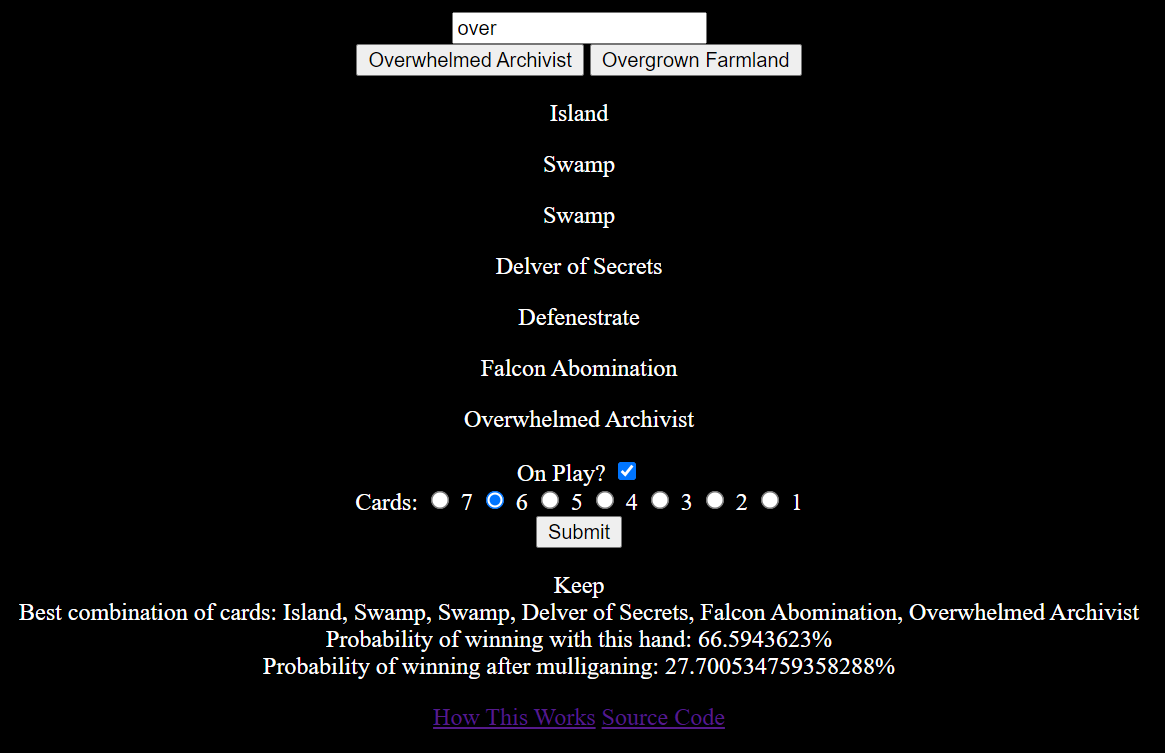 over
Overwhelmed Archivist Overgrown Farmland
Island
Swamp
Swamp
Delver of Secrets
Defenestrate
Falcon Abomination
Overwhelmed Archivist
On Play?
Cards: 7 6 5 4 3 2 1
Submit
Keep
Best combination of cards: Island, Swamp, Swamp, Delver of Secrets, Falcon Abomination, Overwhelmed Archivist
Probability of winning with this hand: 66.5943623%
Probability of winning after mulliganing: 27.700534759358288%
How This Works Source Code